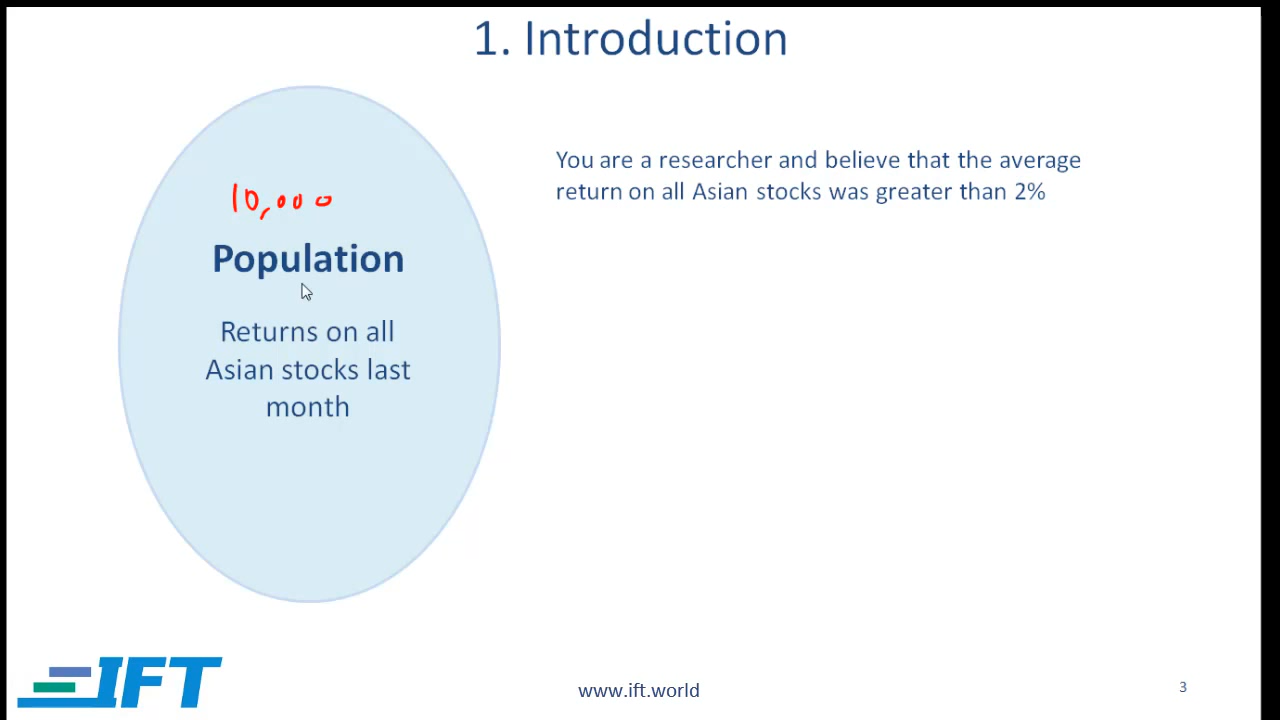 1. Introduction
10,000
Population
Returns on all
Asian stocks last
month
You are a researcher and believe that the average
return on all Asian stocks was greater than 2%
IFT
www.ift.world
3